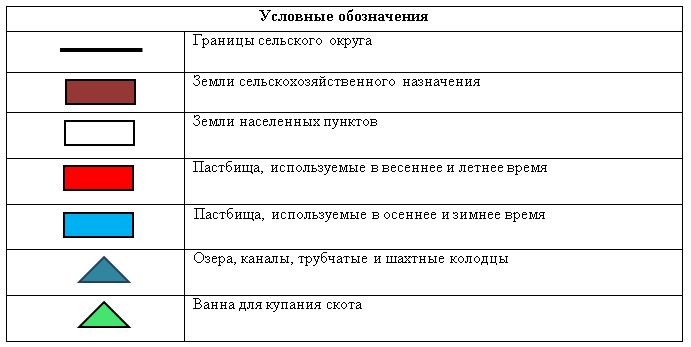 Условные обозначения
Границы сельского округа
Земли сельскохозяйственного назначения
Земли населенных пунктов
Пастбища, используемые в весеннее и летнее время
Пастбища, используемые в осеннее и зимнее время
Озера, каналы, трубчатые и шахтные колодцы
Ванна для купания скота